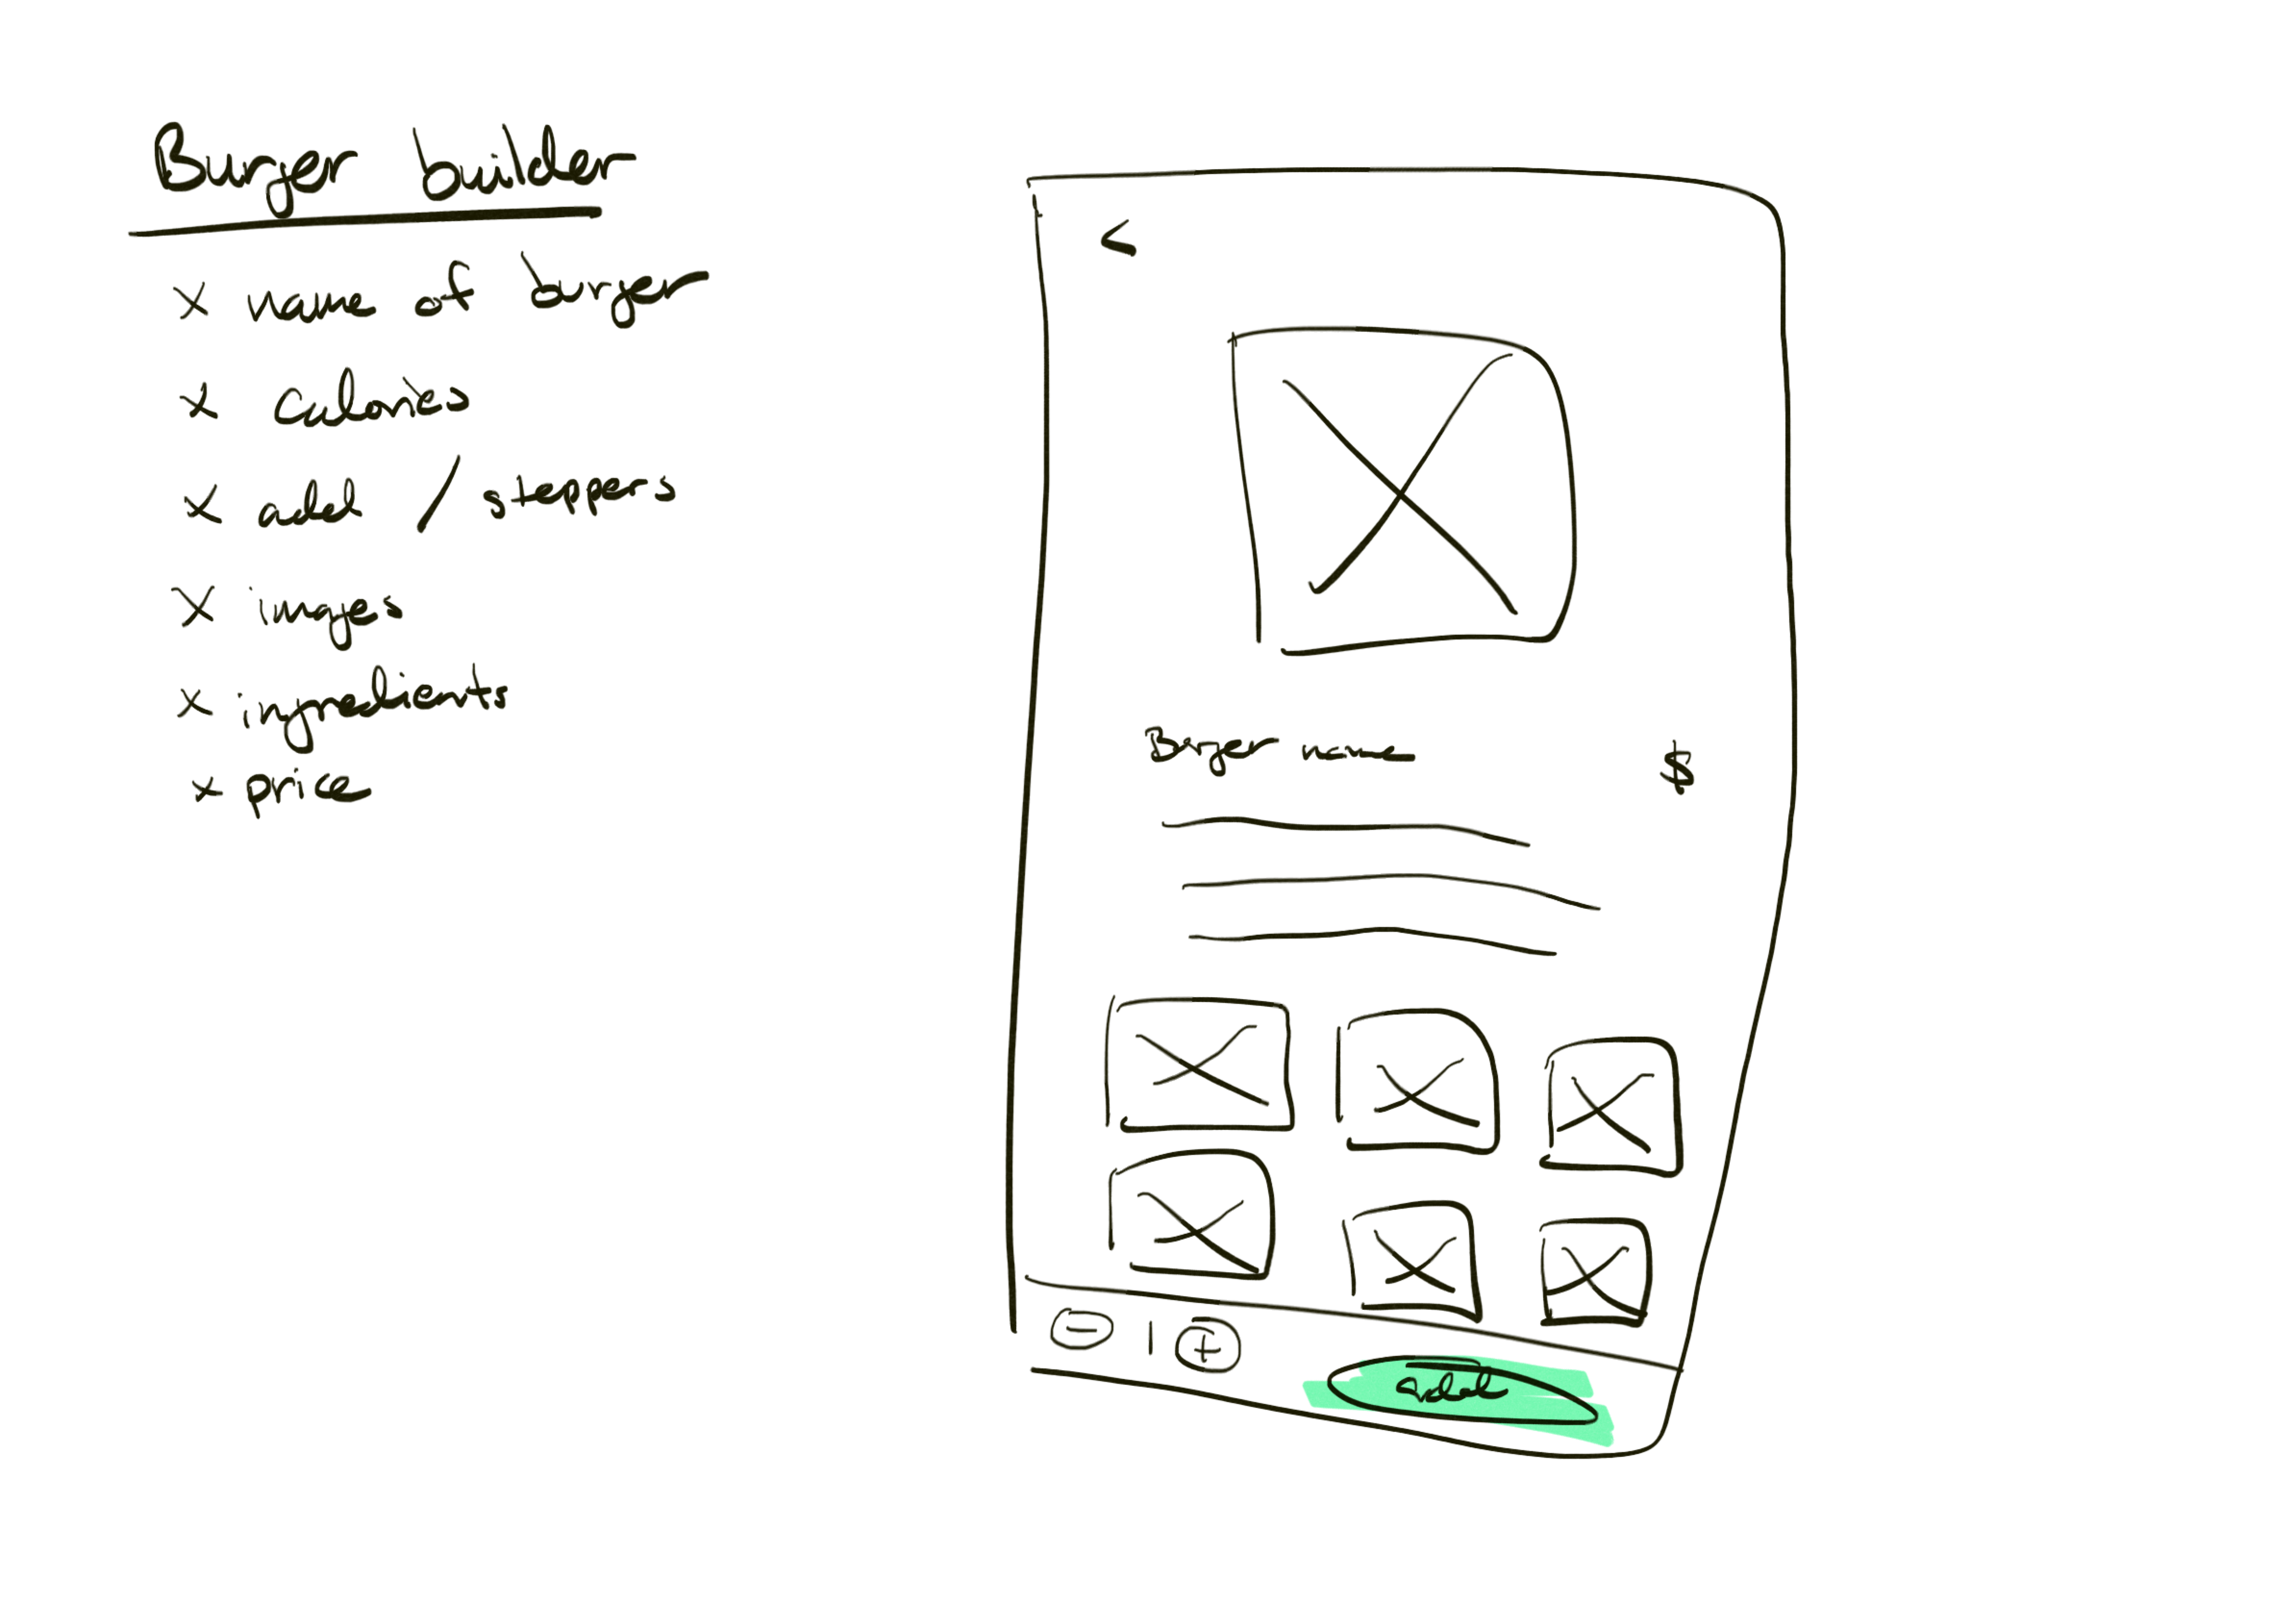 Burger builder
x name of burger
x Calories
x add / steppers
x images
x ingredients
x price
<
Burger name $
- 1 +
add